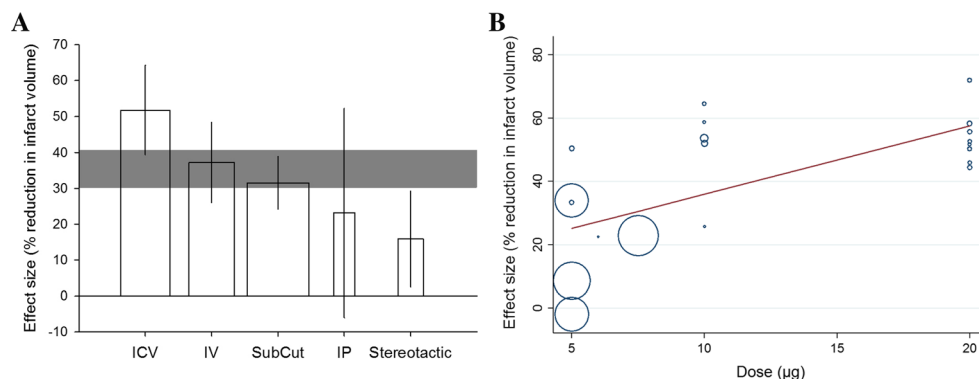 A
Effect size (% reduction in infarct volume)
70
60
50
40
30
20
10
0
-10
ICV IV SubCut IP Stereotactic
B
Effect size (% reduction in infarct volume)
80
60
40
20
0
5 10 15 20
Dose (µg)